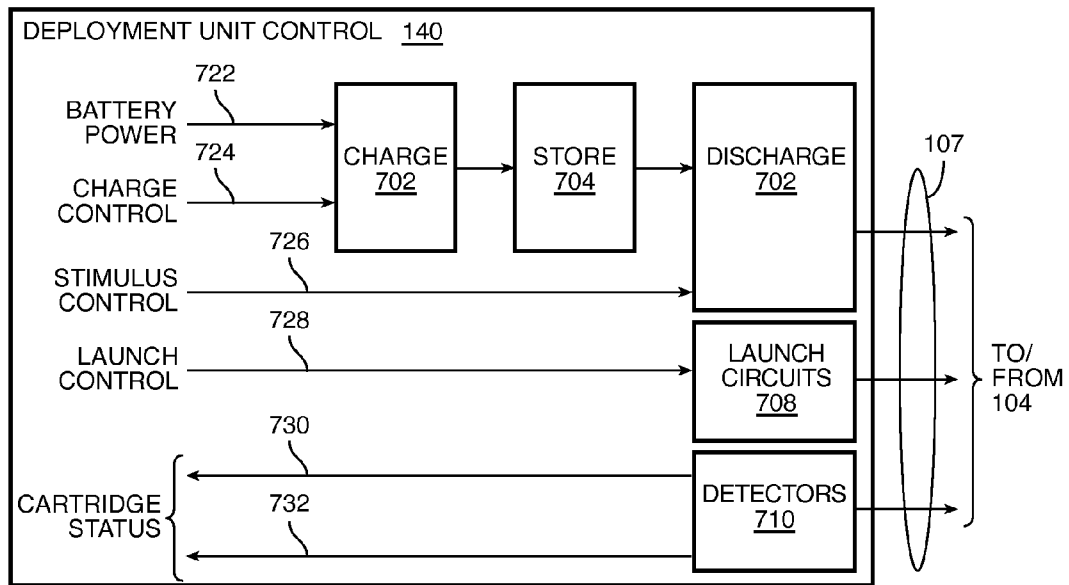 DEPLOYMENT UNIT CONTROL 140
722
BATTERY
POWER
724
CHARGE
CONTROL
CHARGE
702
STORE
704
DISCHARGE
702
107
726
STIMULUS
CONTROL
728
LAUNCH
CONTROL
LAUNCH
CIRCUITS
708
TO/
FROM
104
730
CARTRIDGE
STATUS
732
DETECTORS
710